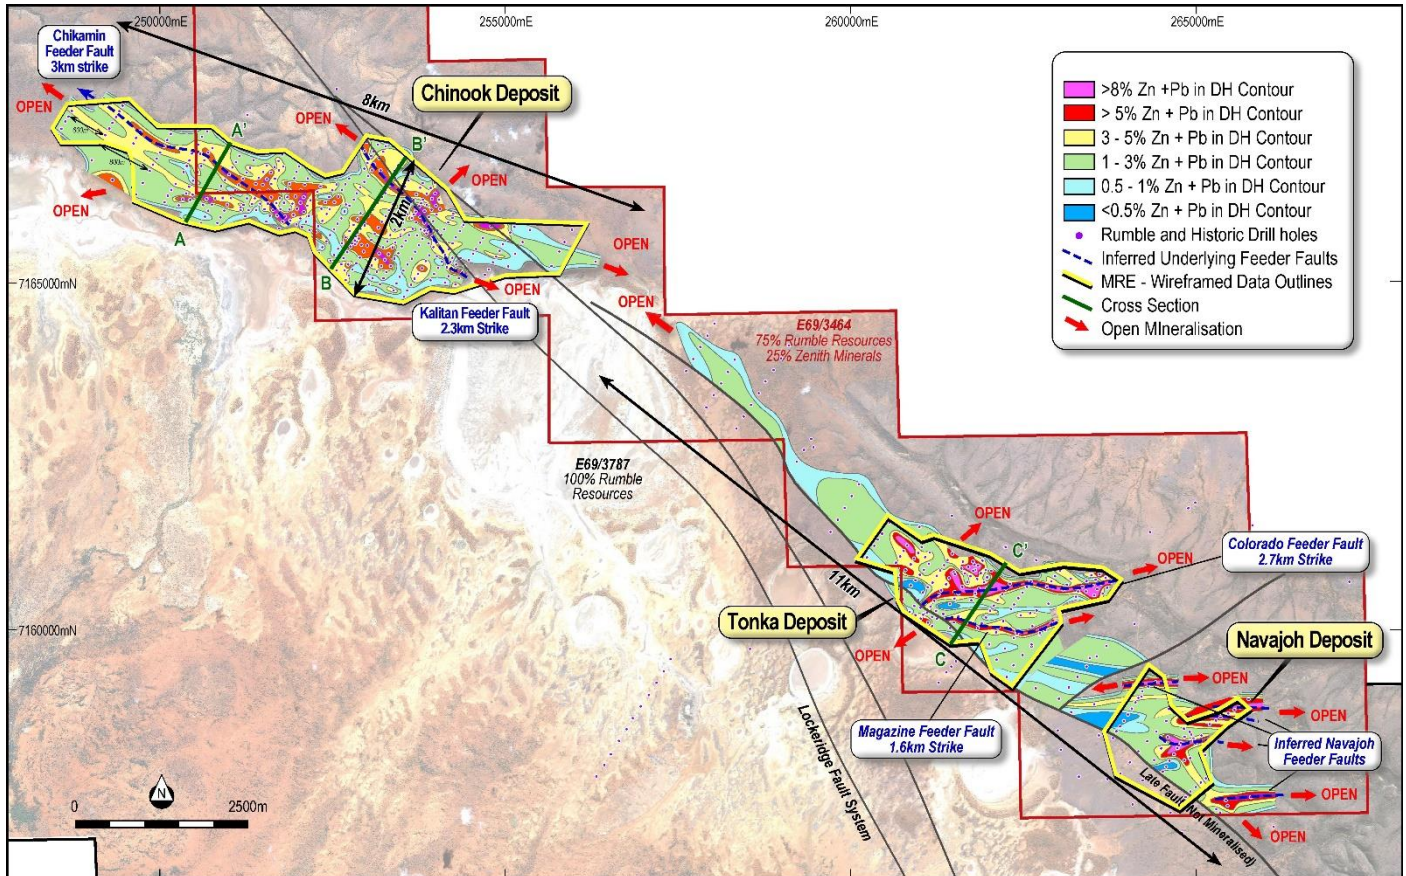 250000mE
255000mE
260000mE
265000mE
Chikamin
Feeder Fault
3km strike
OPEN
8km
Chinook Deposit
>8% Zn +Pb in DH Contour
> 5% Zn + Pb in DH Contour
3 - 5% Zn + Pb in DH Contour
1 - 3% Zn + Pb in DH Contour
0.5 - 1% Zn + Pb in DH Contour
<0.5% Zn + Pb in DH Contour
Rumble and Historic Drill holes
Inferred Underlying Feeder Faults
MRE - Wireframed Data Outlines
Cross Section
Open MIneralisation
OPEN
A'
B'
OPEN
600m
800m
OPEN
A
2km
OPEN
B
OPEN
7165000mN
Kalitan Feeder Fault
2.3km Strike
OPEN
E69/3464
75% Rumble Resources
25% Zenith Minerals
E69/3787
100% Rumble
Resources
OPEN
C'
OPEN
Colorado Feeder Fault
2.7km Strike
11km
Tonka Deposit
7160000mN
OPEN
OPEN
C
Navajoh Deposit
OPEN
OPEN
Magazine Feeder Fault
1.6km Strike
OPEN
Inferred Navajoh
Feeder Faults
Lockeridge Fault System
Late Fault (Not Mineralised)
OPEN
OPEN
N
0
2500m